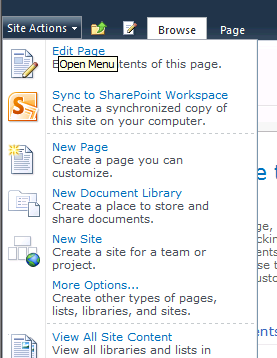 Site Actions Browse Page
Edit Page
E Open Menu tents of this page.
Sync to SharePoint Workspace
Create a synchronized copy of
this site on your computer.
New Page
Create a page you can
customize.
New Document Library
Create a place to store and
share documents.
New Site
Create a site for a team or
project.
More Options...
Create other types of pages,
lists, libraries, and sites.
View All Site Content
View all libraries and lists in